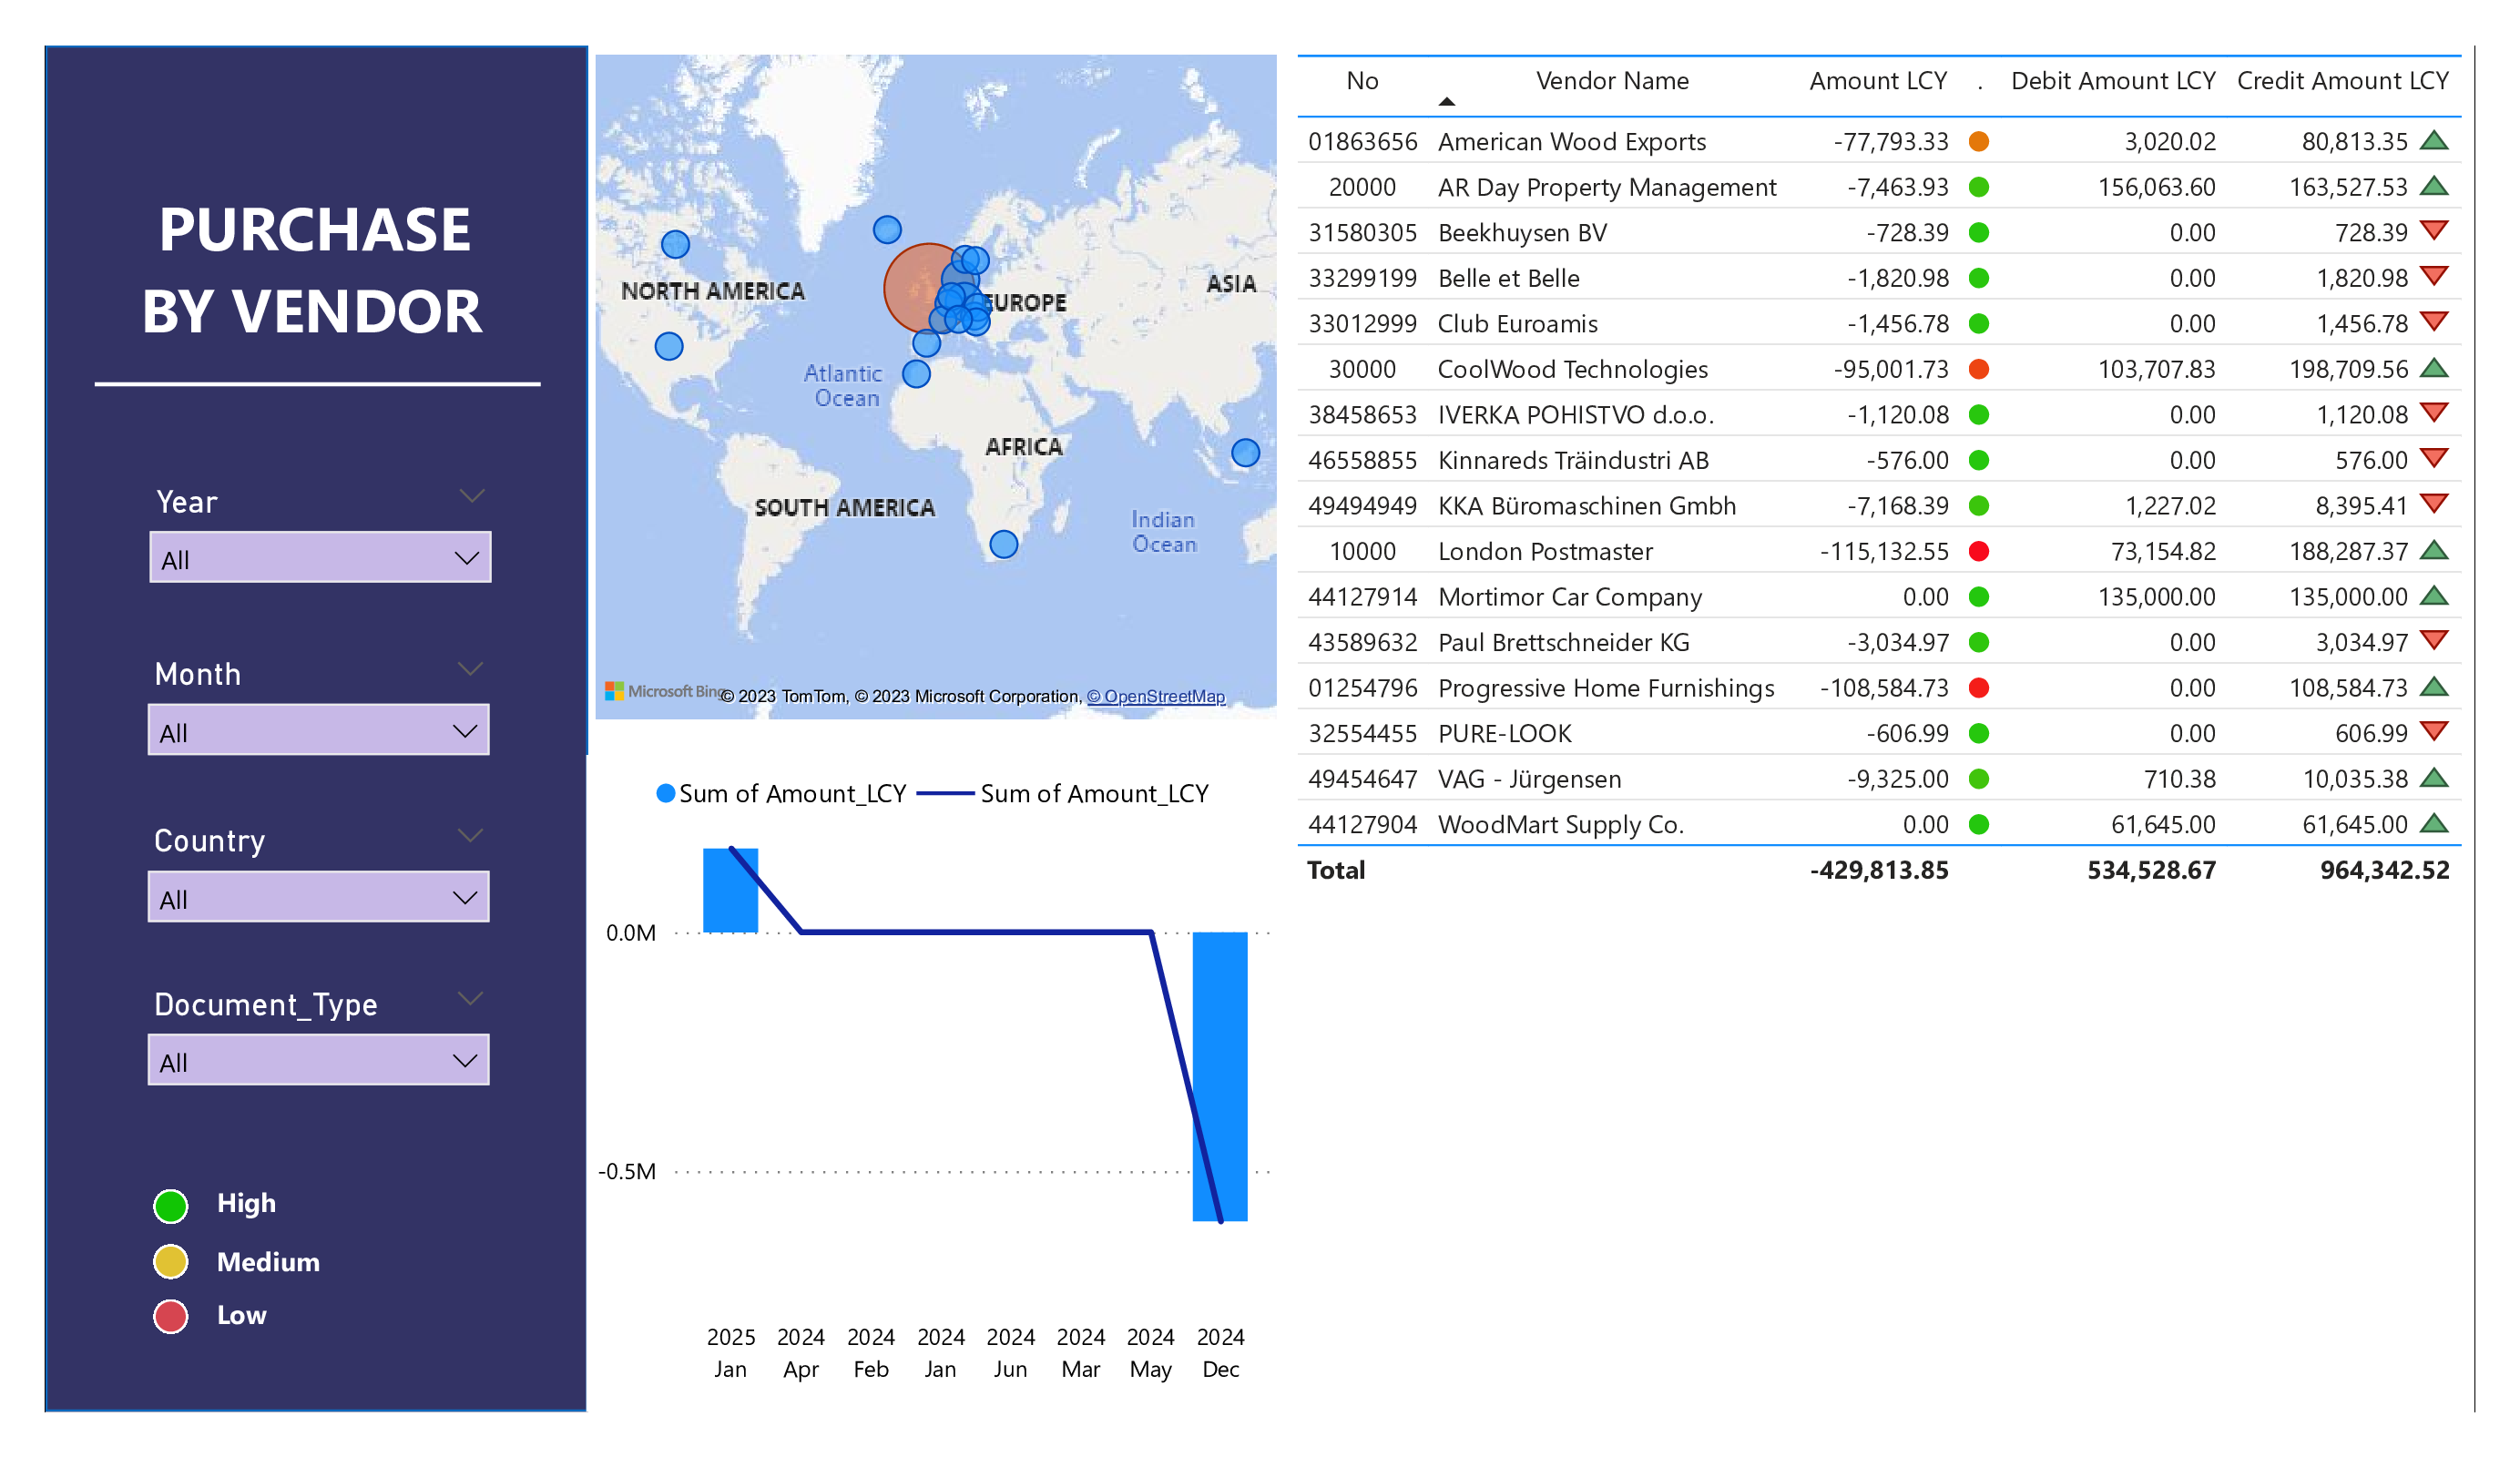 PURCHASE
BY VENDOR
Year
All
Month
All
Country
All
Document_Type
All
High
Medium
Low
NORTH AMERICA
EUROPE
ASIA
Atlantic
Ocean
AFRICA
SOUTH AMERICA
Indian
Ocean
Microsoft Bing
© 2023 TomTom, © 2023 Microsoft Corporation, © OpenStreetMap
Sum of Amount_LCY Sum of Amount_LCY
0.0M
-0.5M
2025 2024 2024 2024 2024 2024 2024 2024
Jan Apr Feb Jan Jun Mar May Dec
No Vendor Name Amount LCY . Debit Amount LCY Credit Amount LCY
01863656 American Wood Exports -77,793.33 3,020.02 80,813.35
20000 AR Day Property Management -7,463.93 156,063.60 163,527.53
31580305 Beekhuysen BV -728.39 0.00 728.39
33299199 Belle et Belle -1,820.98 0.00 1,820.98
33012999 Club Euroamis -1,456.78 0.00 1,456.78
30000 CoolWood Technologies -95,001.73 103,707.83 198,709.56
38458653 IVERKA POHISTVO d.o.o. -1,120.08 0.00 1,120.08
46558855 Kinnareds Träindustri AB -576.00 0.00 576.00
49494949 KKA Büromaschinen Gmbh -7,168.39 1,227.02 8,395.41
10000 London Postmaster -115,132.55 73,154.82 188,287.37
44127914 Mortimor Car Company 0.00 135,000.00 135,000.00
43589632 Paul Brettschneider KG -3,034.97 0.00 3,034.97
01254796 Progressive Home Furnishings -108,584.73 0.00 108,584.73
32554455 PURE-LOOK -606.99 0.00 606.99
49454647 VAG - Jürgensen -9,325.00 710.38 10,035.38
44127904 WoodMart Supply Co. 0.00 61,645.00 61,645.00
Total -429,813.85 534,528.67 964,342.52